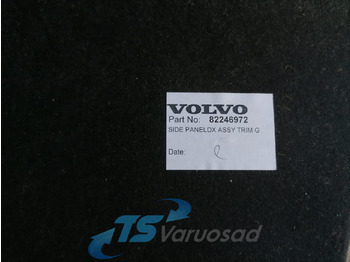 VOLVO
Part No: 82246972
SIDE PANELDX ASSY TRIM G
Date:
TS Varuosad